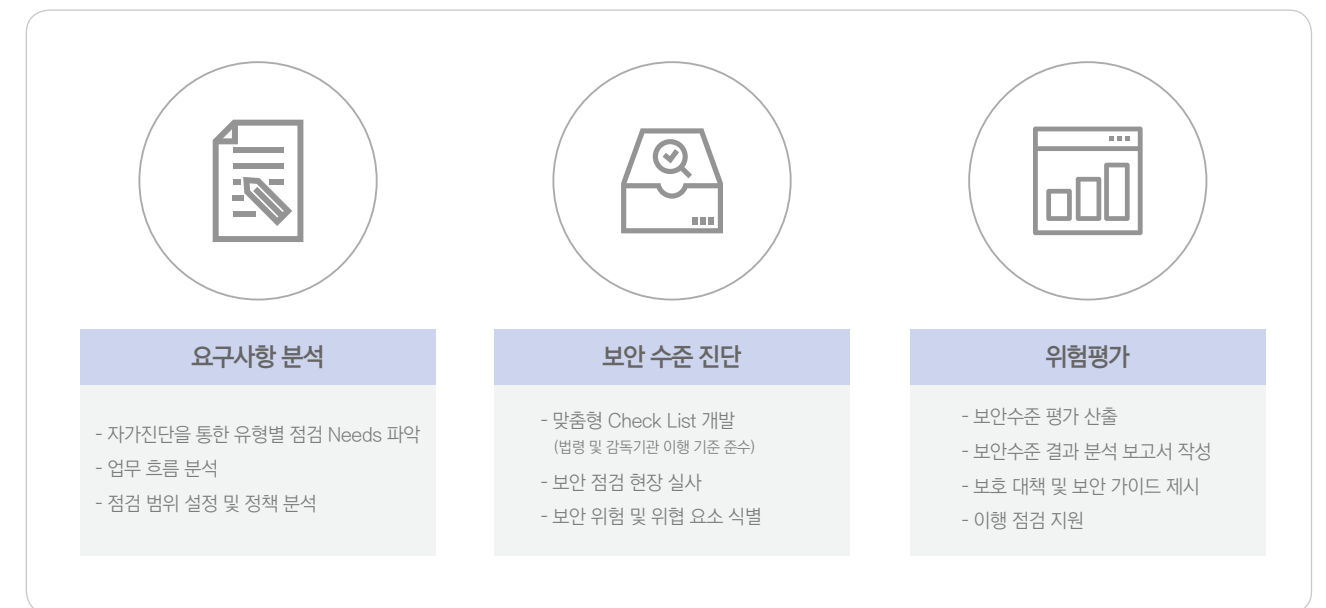 요구사항 분석
- 자가진단을 통한 유형별 점검 Needs 파악
- 업무 흐름 분석
- 점검 범위 설정 및 정책 분석
보안 수준 진단
- 맞춤형 Check List 개발
(법령 및 감독기관 이행 기준 준수)
- 보안 점검 현장 실사
- 보안 위험 및 위협 요소 식별
위험평가
- 보안수준 평가 산출
- 보안수준 결과 분석 보고서 작성
- 보호 대책 및 보안 가이드 제시
- 이행 점검 지원